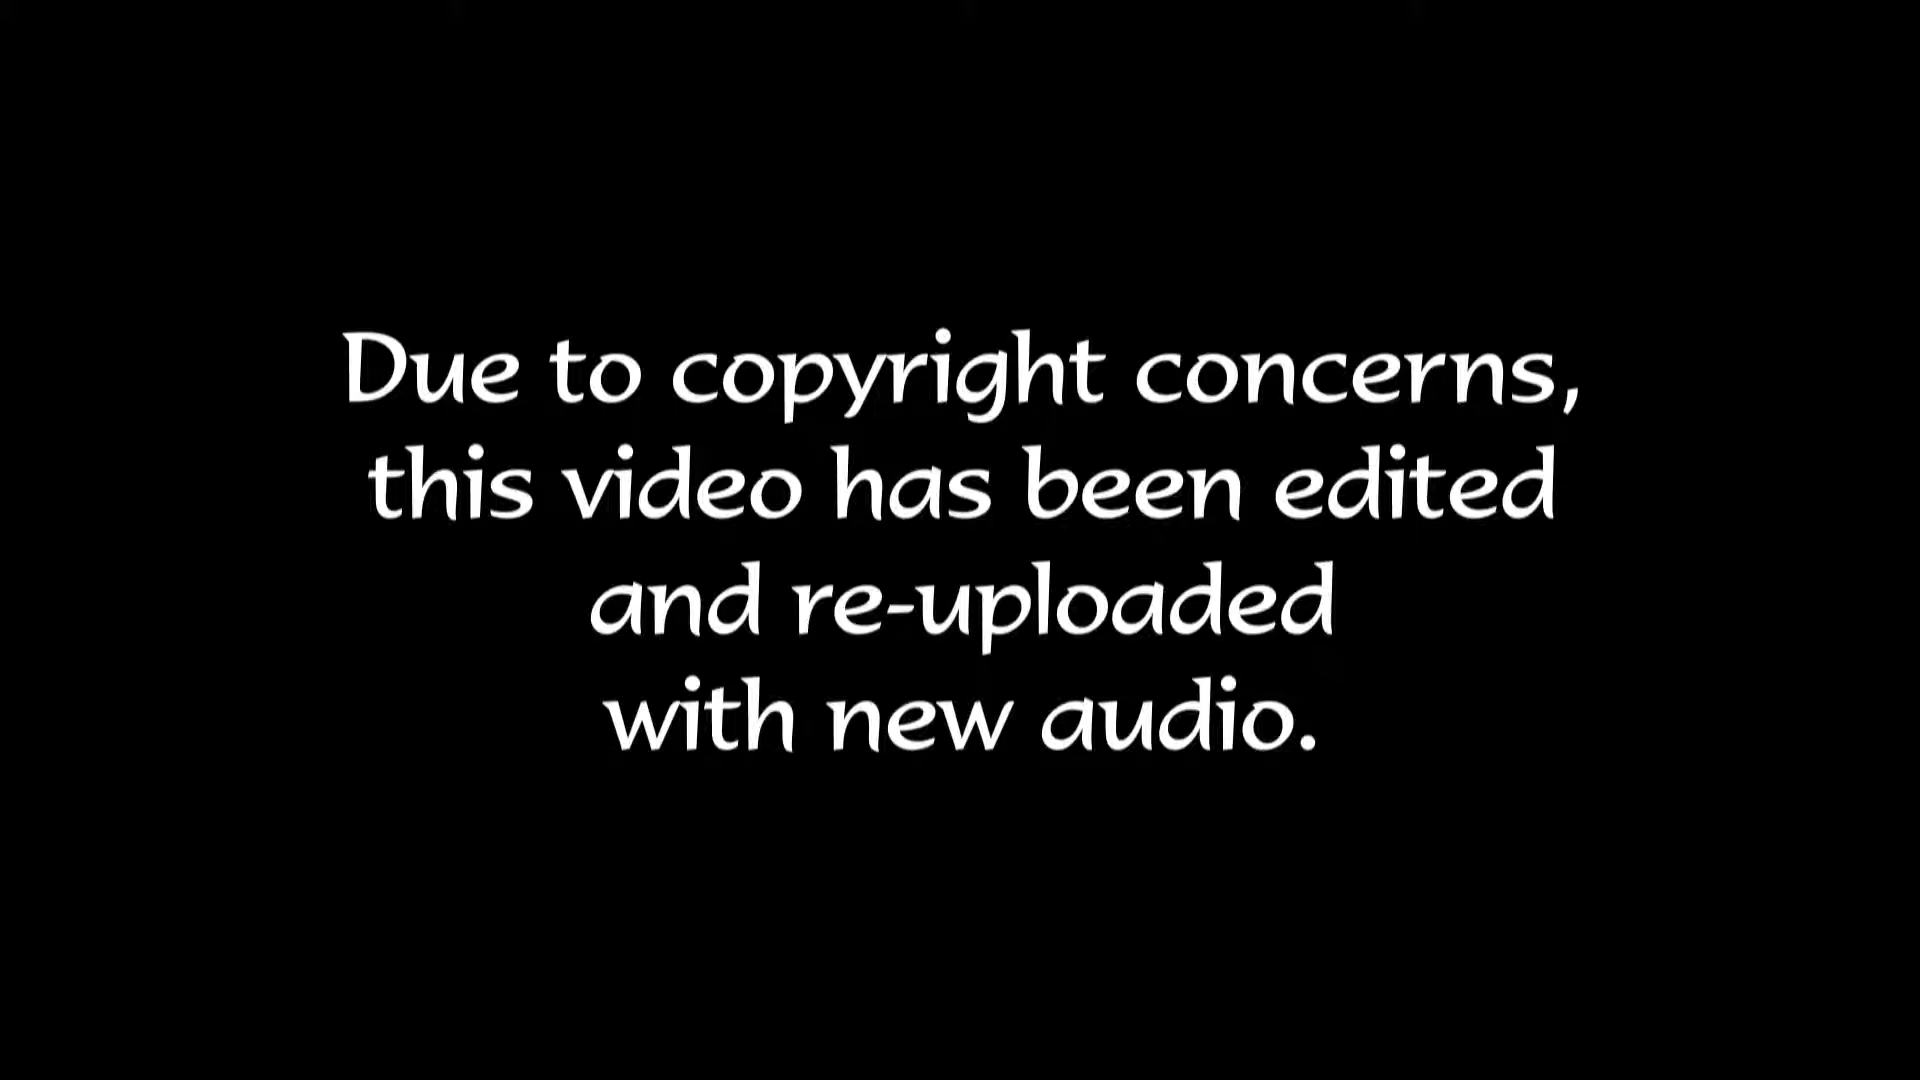 Due to copyright concerns,
this video has been edited
and re-uploaded
with new audio.